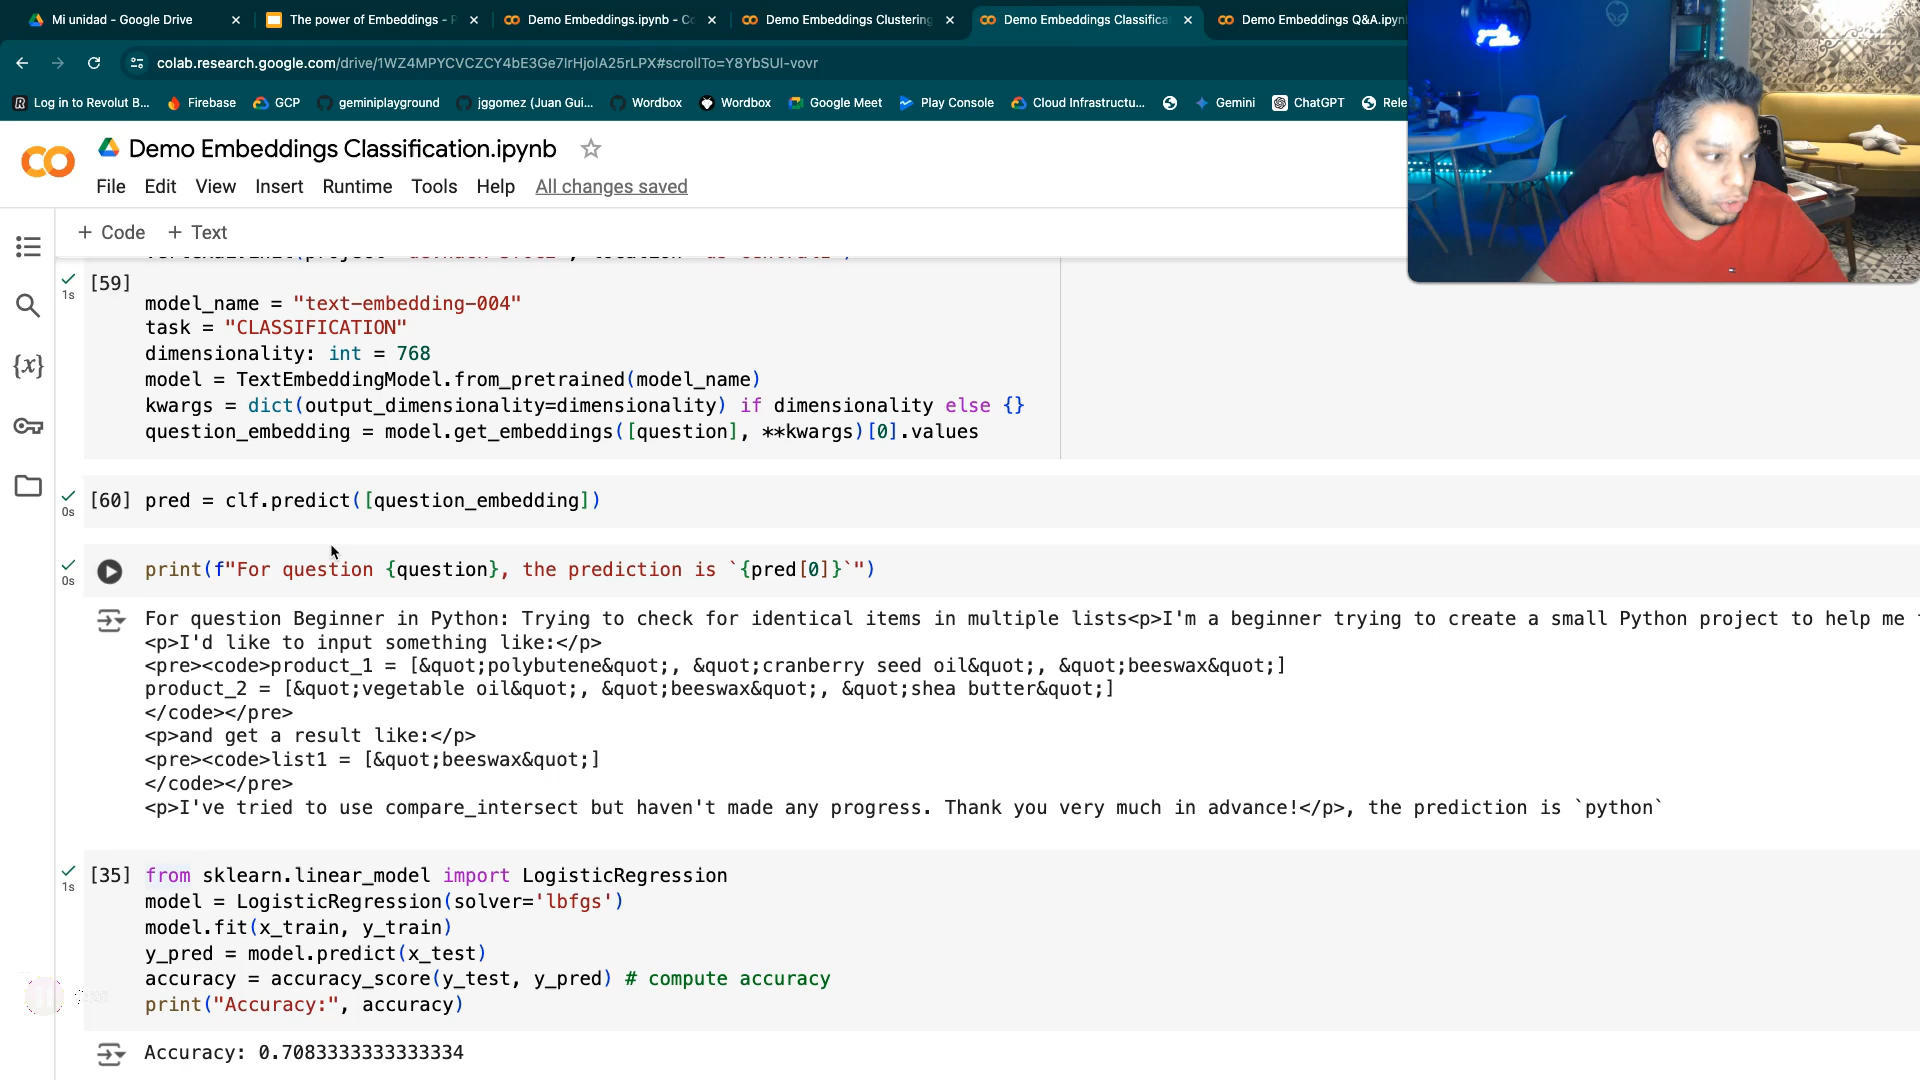 Mi unidad - Google Drive
The power of Embeddings -
Demo Embeddings.ipynb - Co
Demo Embeddings Clustering
Demo Embeddings Classifica
Demo Embeddings Q&A.ipyn
colab.research.google.com/drive/1WZ4MPYCVCZCY4bE3Ge7lrHjolA25rLPX#scrollTo=Y8YbSUl-vovr
Log in to Revolut B...
Firebase
GCP
geminiplayground
jggomez (Juan Gui...
Wordbox
Wordbox
Google Meet
Play Console
Cloud Infrastructu...
Gemini
ChatGPT
Rele
Demo Embeddings Classification.ipynb
File Edit View Insert Runtime Tools Help All changes saved
+ Code + Text
[59]
1s
model_name = "text-embedding-004"
task = "CLASSIFICATION"
dimensionality: int = 768
model = TextEmbeddingModel.from_pretrained(model_name)
kwargs = dict(output_dimensionality=dimensionality) if dimensionality else {}
question_embedding = model.get_embeddings([question], **kwargs)[0].values
[60] pred = clf.predict([question_embedding])
0s
print(f"For question {question}, the prediction is `{pred[0]}`")
0s
For question Beginner in Python: Trying to check for identical items in multiple lists<p>I'm a beginner trying to create a small Python project to help me
<p>I'd like to input something like:</p>
<pre><code>product_1 = [&quot;polybutene&quot;, &quot;cranberry seed oil&quot;, &quot;beeswax&quot;]
product_2 = [&quot;vegetable oil&quot;, &quot;beeswax&quot;, &quot;shea butter&quot;]
</code></pre>
<p>and get a result like:</p>
<pre><code>list1 = [&quot;beeswax&quot;]
</code></pre>
<p>I've tried to use compare_intersect but haven't made any progress. Thank you very much in advance!</p>, the prediction is `python`
[35] from sklearn.linear_model import LogisticRegression
1s
model = LogisticRegression(solver='lbfgs')
model.fit(x_train, y_train)
y_pred = model.predict(x_test)
accuracy = accuracy_score(y_test, y_pred) # compute accuracy
print("Accuracy:", accuracy)
Accuracy: 0.7083333333333334